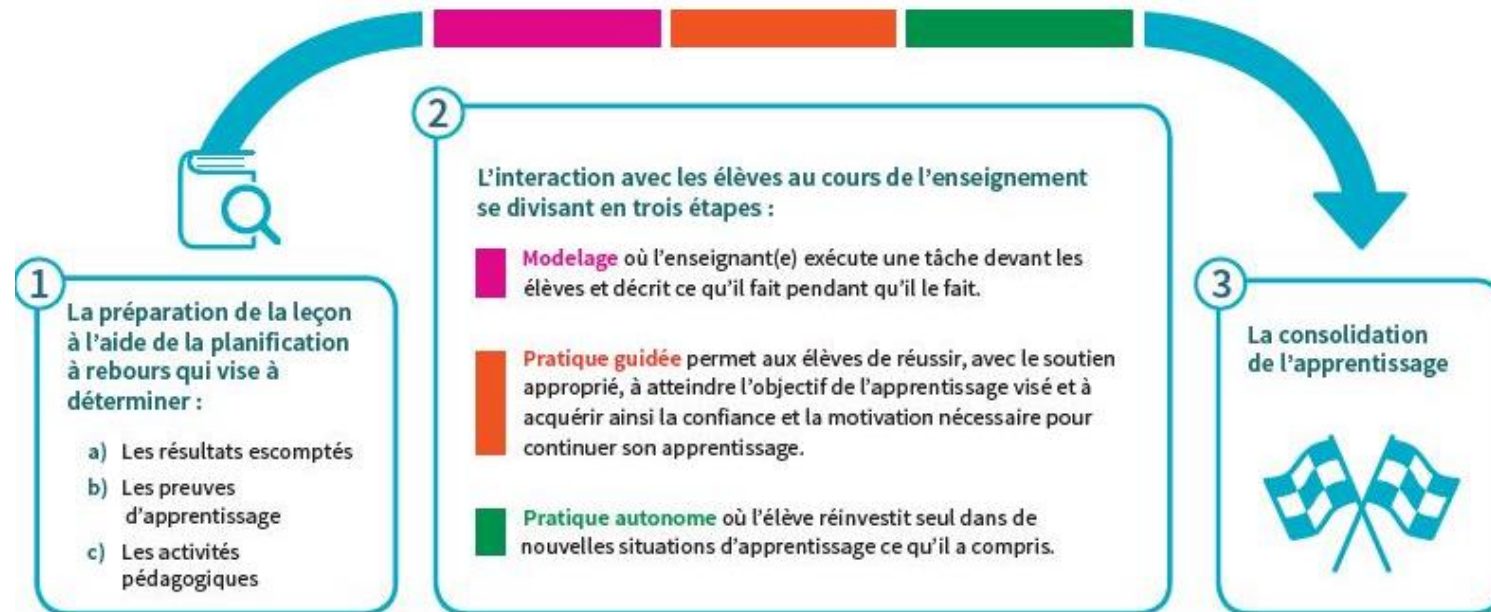 1
La préparation de la leçon
à l'aide de la planification
à rebours qui vise à
déterminer :
a) Les résultats escomptés
b) Les preuves
d'apprentissage
c) Les activités
pédagogiques
2
L'interaction avec les élèves au cours de l'enseignement
se divisant en trois étapes :
Modelage où l'enseignant(e) exécute une tâche devant les
élèves et décrit ce qu'il fait pendant qu'il le fait.
Pratique guidée permet aux élèves de réussir, avec le soutien
approprié, à atteindre l'objectif de l'apprentissage visé et à
acquérir ainsi la confiance et la motivation nécessaire pour
continuer son apprentissage.
Pratique autonome où l'élève réinvestit seul dans de
nouvelles situations d'apprentissage ce qu'il a compris.
3
La consolidation
de l'apprentissage